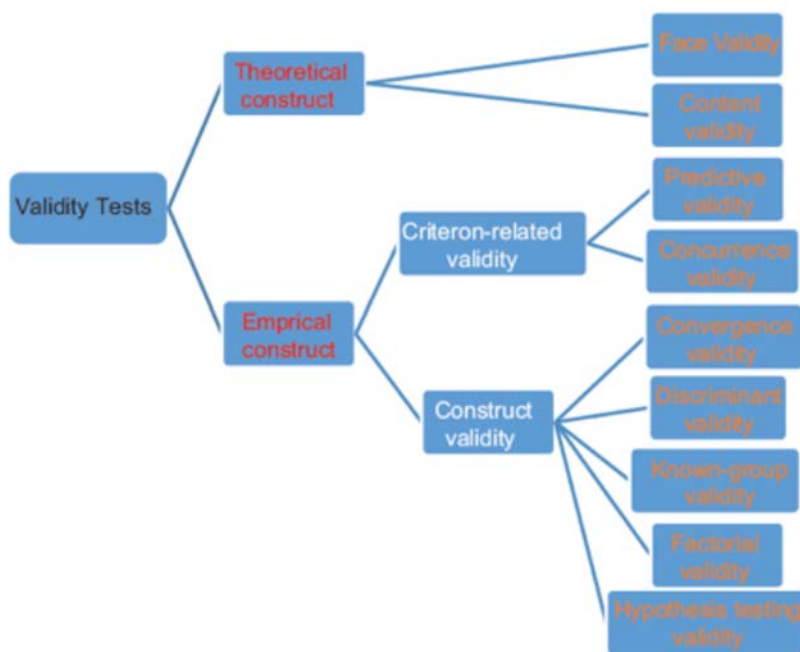 Validity Tests
Theoretical
construct
Face Validity
Content
validity
Emprical
construct
Criteron-related
validity
Predictive
validity
Concurrence
validity
Construct
validity
Convergence
validity
Discriminant
validity
Known-group
validity
Factorial
validity
Hypothesis testing
validity